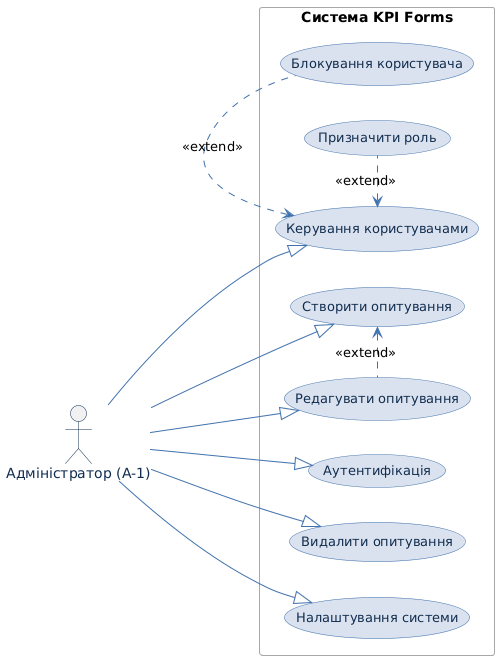 Система KPI Forms
Блокування користувача
«extend»
Призначити роль
«extend»
Керування користувачами
Створити опитування
«extend»
Редагувати опитування
Адміністратор (А-1)
Аутентифікація
Видалити опитування
Налаштування системи